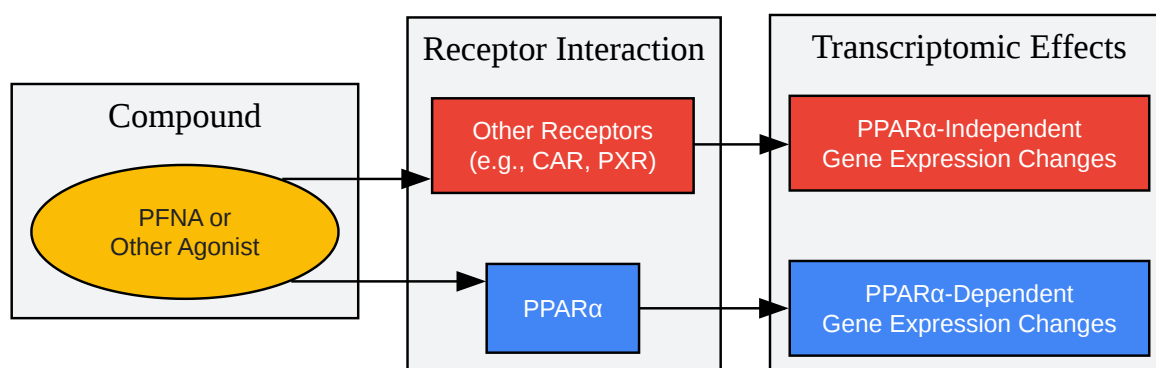 Compound
PFNA or
Other Agonist
Receptor Interaction
Other Receptors
(e.g., CAR, PXR)
PPARα
Transcriptomic Effects
PPARα-Independent
Gene Expression Changes
PPARα-Dependent
Gene Expression Changes